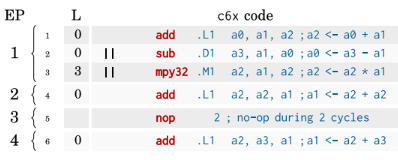 EP L c6x code
1 { 1 0 add .L1 a0, a1, a2 ;a2 <- a0 + a1
2 0 || sub .D1 a3, a1, a0 ;a0 <- a3 - a1
3 3 || mpy32 .M1 a2, a1, a2 ;a2 <- a2 * a1
2 { 4 0 add .L1 a2, a2, a1 ;a1 <- a2 + a2
3 { 5 nop 2 ; no-op during 2 cycles
4 { 6 0 add .L1 a2, a3, a1 ;a1 <- a2 + a3